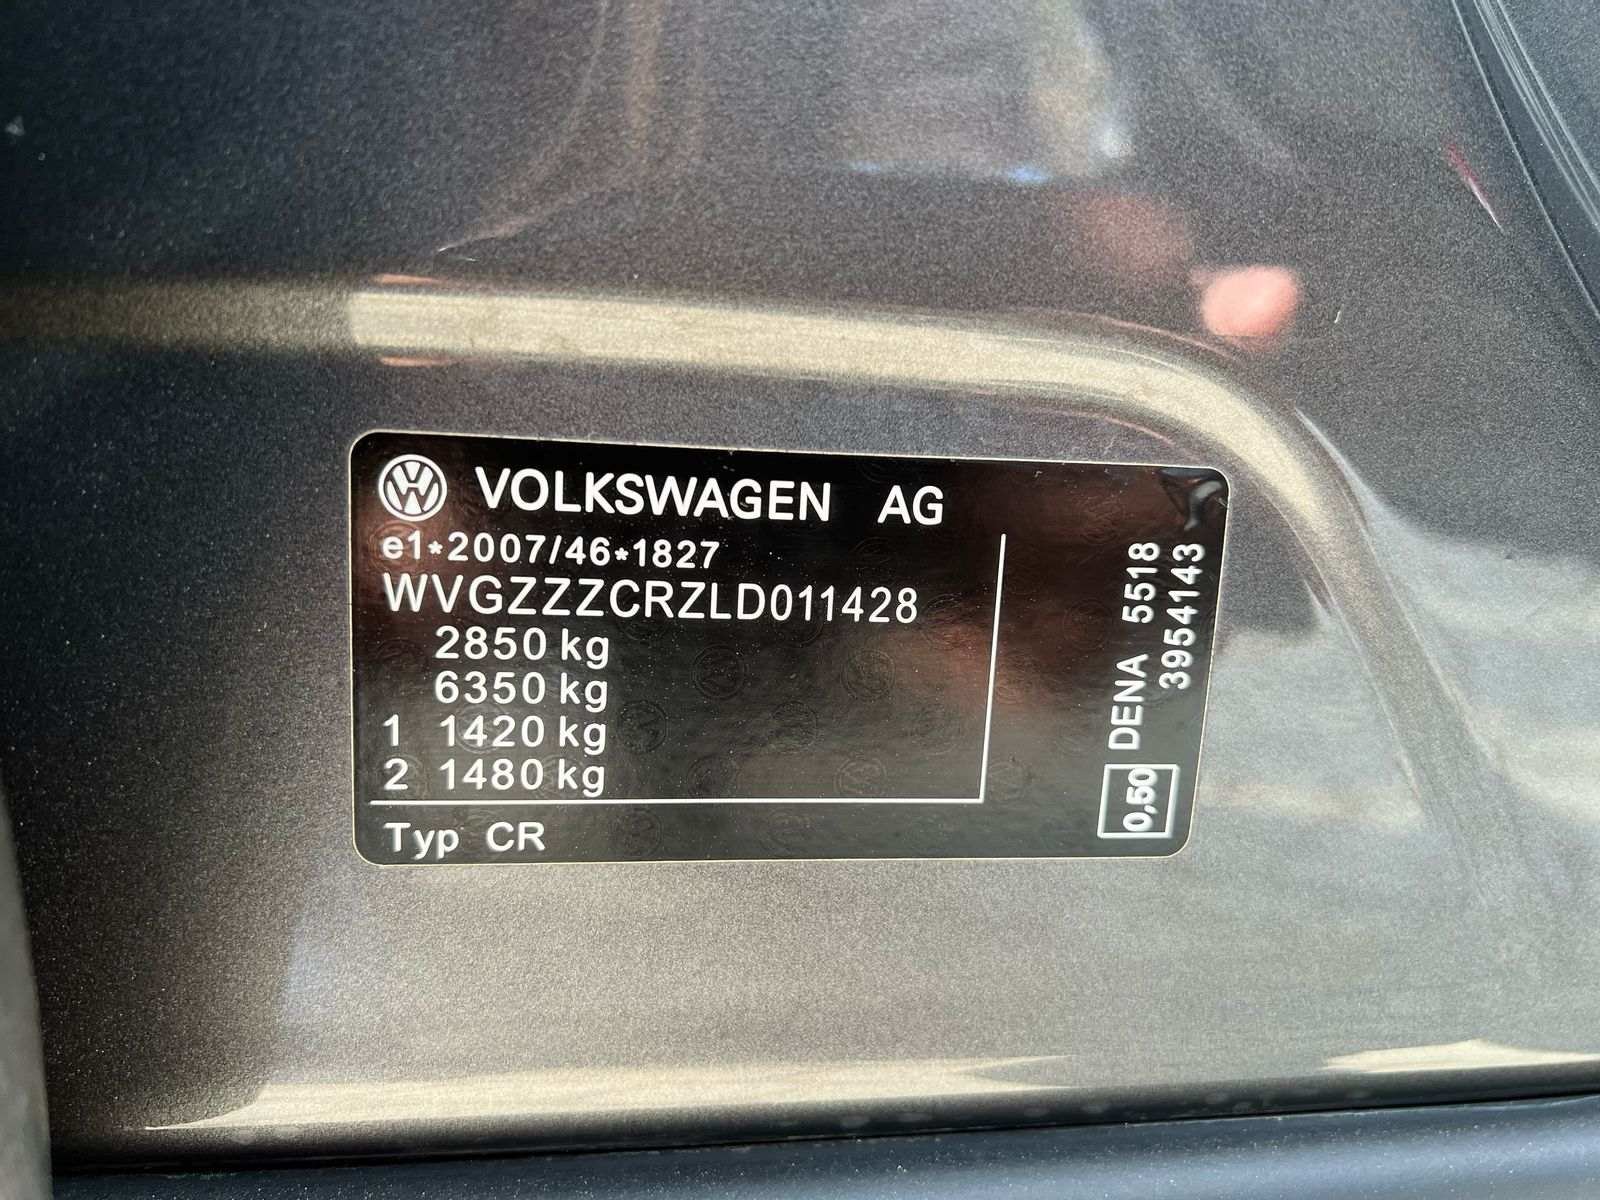 VOLKSWAGEN AG
e1*2007/46*1827
WVGZZZCRZLD011428
2850 kg
6350 kg
1 1420 kg
2 1480 kg
Typ CR
0,50 DENA 5518
3954143